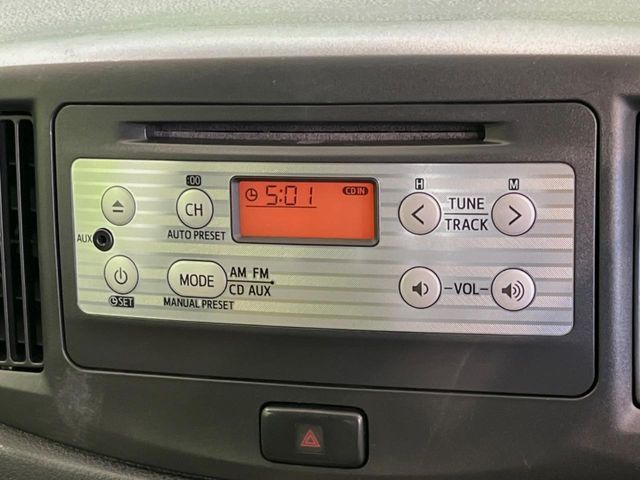 :00
H
M
5:01
CD IN
CH
TUNE
TRACK
AUTO PRESET
AUX
MODE
AM FM
CD AUX
VOL
SET
MANUAL PRESET